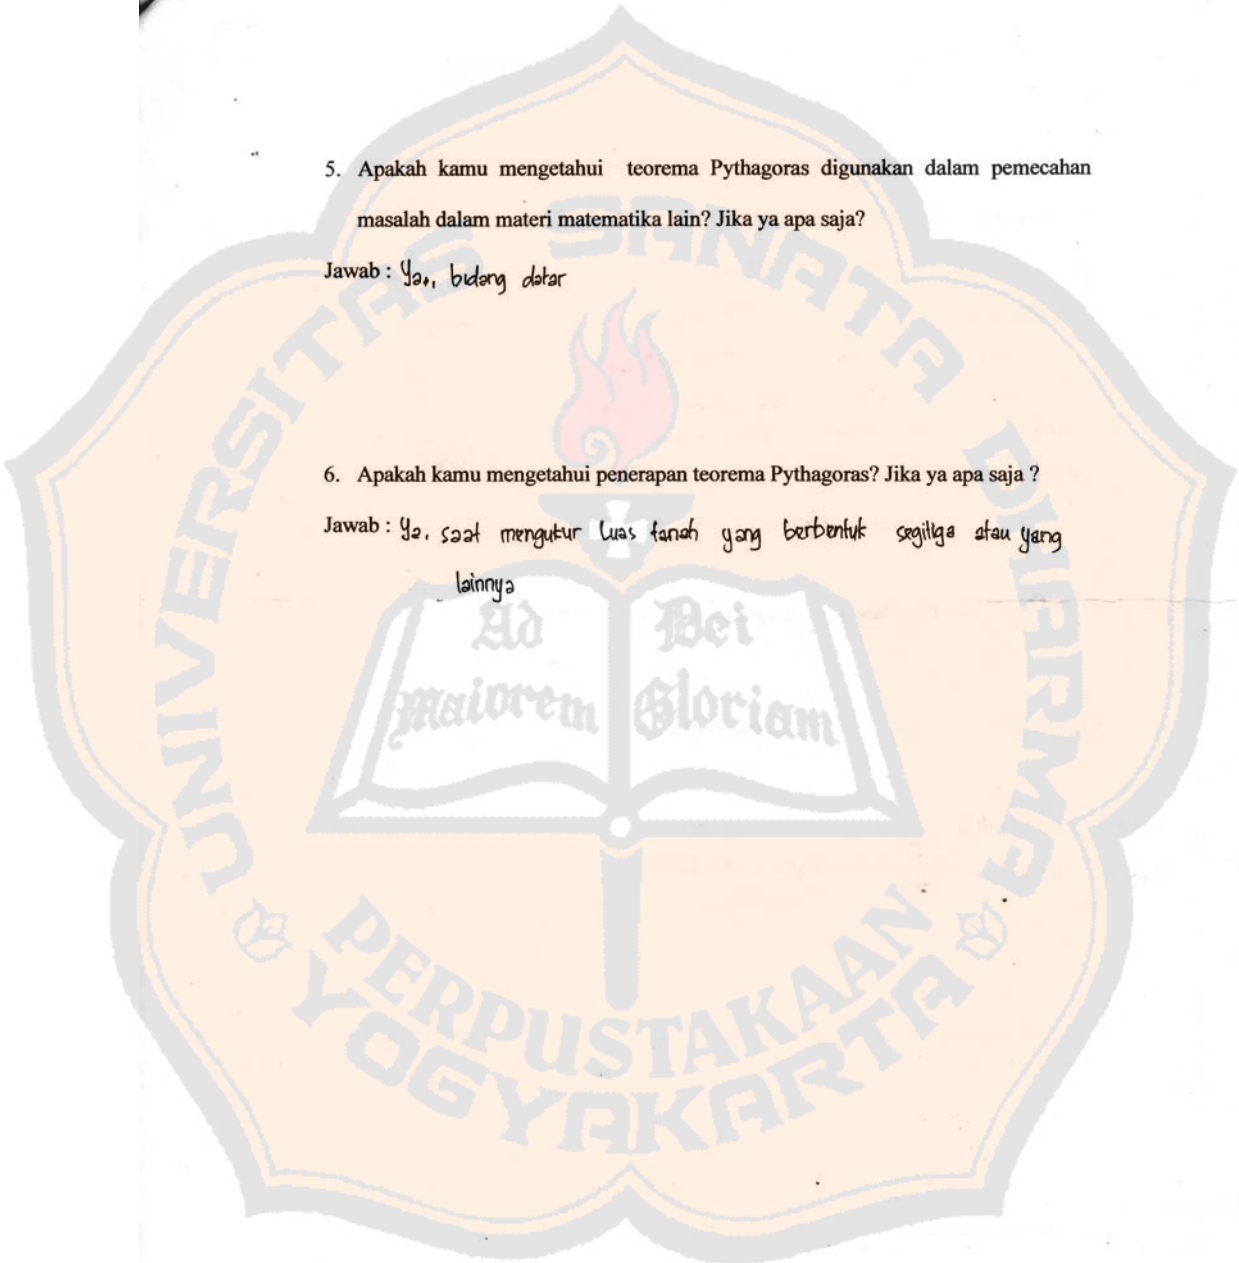 5. Apakah kamu mengetahui teorema Pythagoras digunakan dalam pemecahan
masalah dalam materi matematika lain? Jika ya apa saja?
Jawab : Ya, bidang datar
6. Apakah kamu mengetahui penerapan teorema Pythagoras? Jika ya apa saja ?
Jawab : Ya, saat mengukur luas tanah yang berbentuk segitiga atau yang
lainnya
UNIVERSITAS SANATA DHARMA
Ad Dei
maiorem Gloriam
PERPUSTAKAAN
YOGYAKARTA